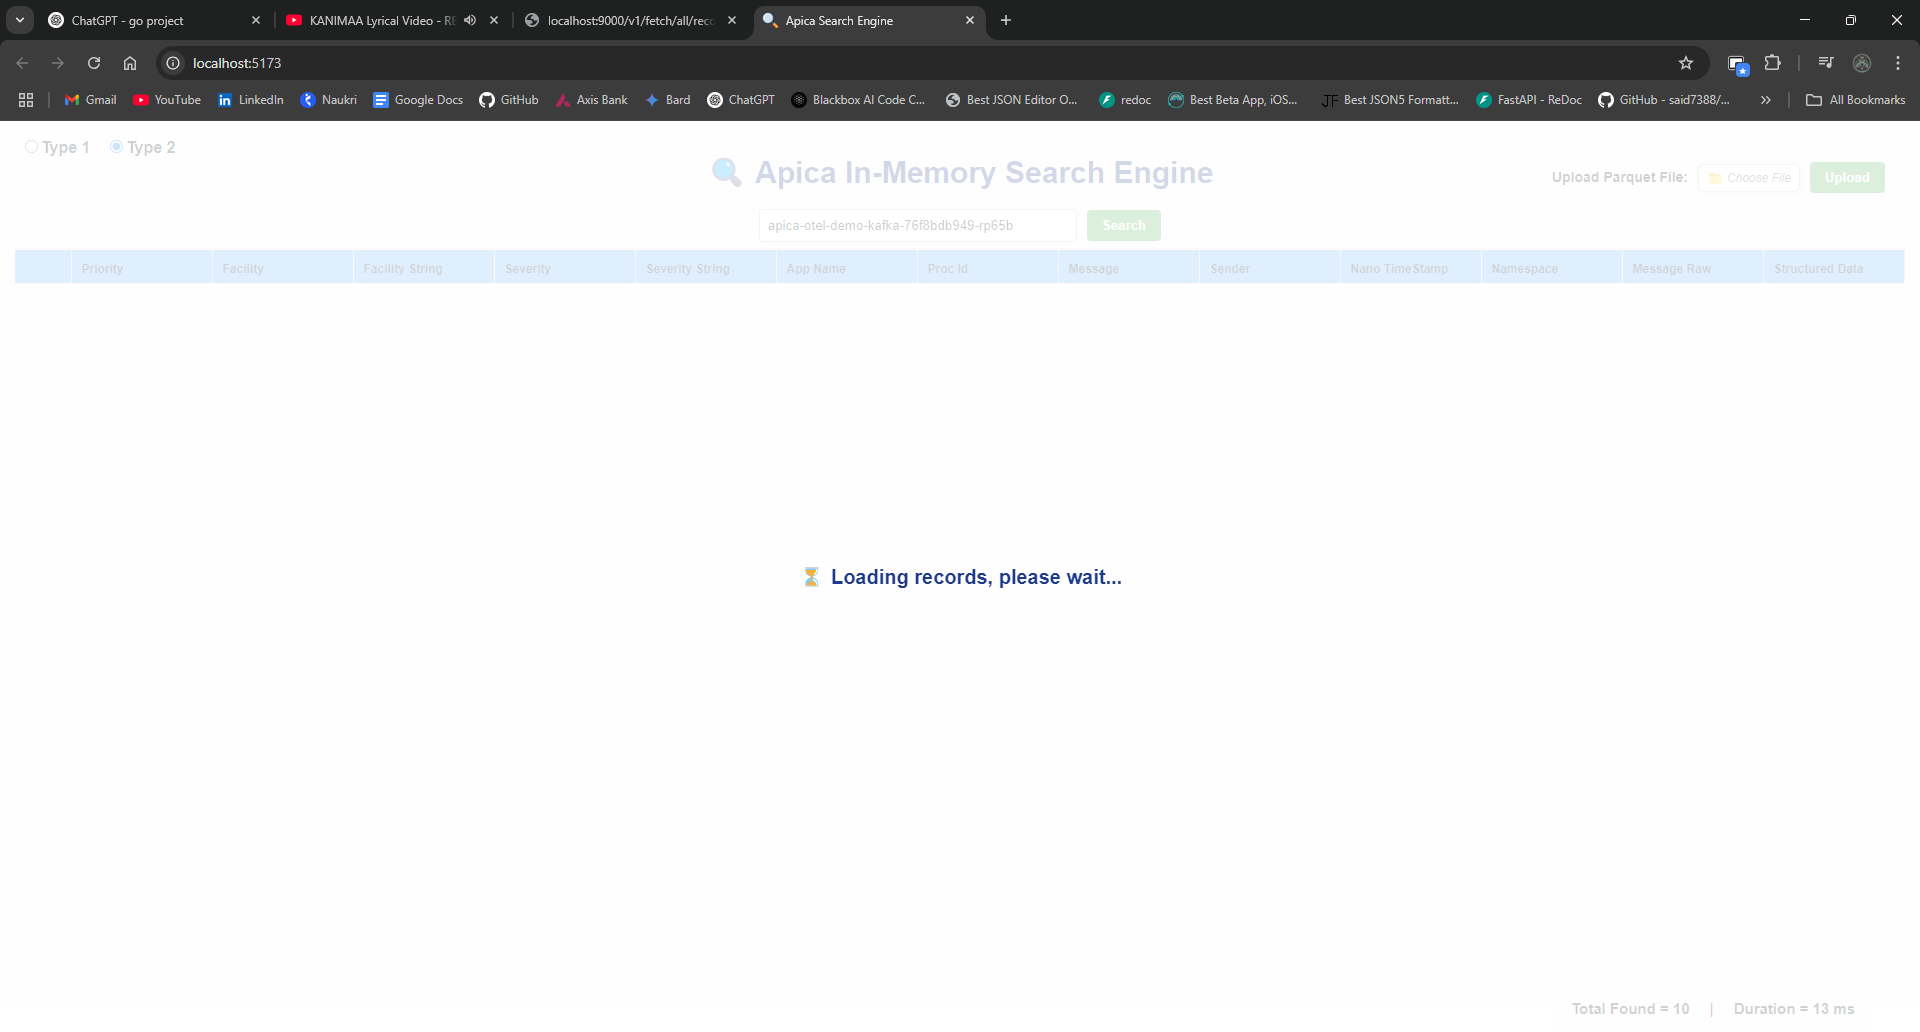 ChatGPT - go project
KANIMAA Lyrical Video - RE
localhost:9000/v1/fetch/all/reco
Apica Search Engine
localhost:5173
Gmail
YouTube
LinkedIn
Naukri
Google Docs
GitHub
Axis Bank
Bard
ChatGPT
Blackbox AI Code C...
Best JSON Editor O...
redoc
Best Beta App, iOS...
JF Best JSON5 Formatt...
FastAPI - ReDoc
GitHub - said7388/...
All Bookmarks
Type 1
Type 2
Apica In-Memory Search Engine
Upload Parquet File:
Choose File
Upload
apica-otel-demo-kafka-76f8bdb949-rp65b
Search
Priority
Facility
Facility String
Severity
Severity String
App Name
Proc Id
Message
Sender
Nano TimeStamp
Namespace
Message Raw
Structured Data
Loading records, please wait...
Total Found = 10 | Duration = 13 ms